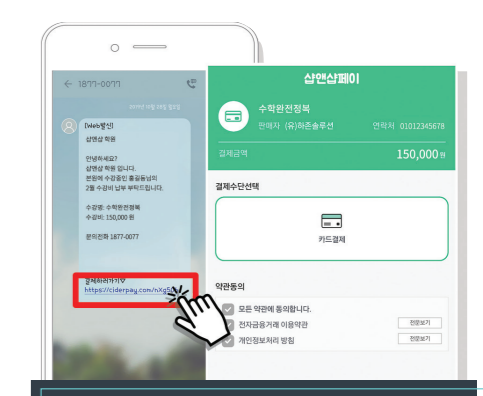 1877-0077
[Web발신]
샵앤샵 학원
안녕하세요?
샵앤샵 학원 입니다.
본원에 수강중인 홍길동님의
2월 수강비 납부 부탁드립니다.
수강명: 수학완전정복
수강비: 150,000 원
문의전화 1877-0077
결제하러가기▽
https://ciderpay.com/nXg5
샵앤샵페이
수학완전정복
판매자 (유)하존솔루션
연락처 01012345678
결제금액
150,000원
결제수단선택
카드결제
약관동의
모든 약관에 동의합니다.
전자금융거래 이용약관
전문보기
개인정보처리 방침
전문보기